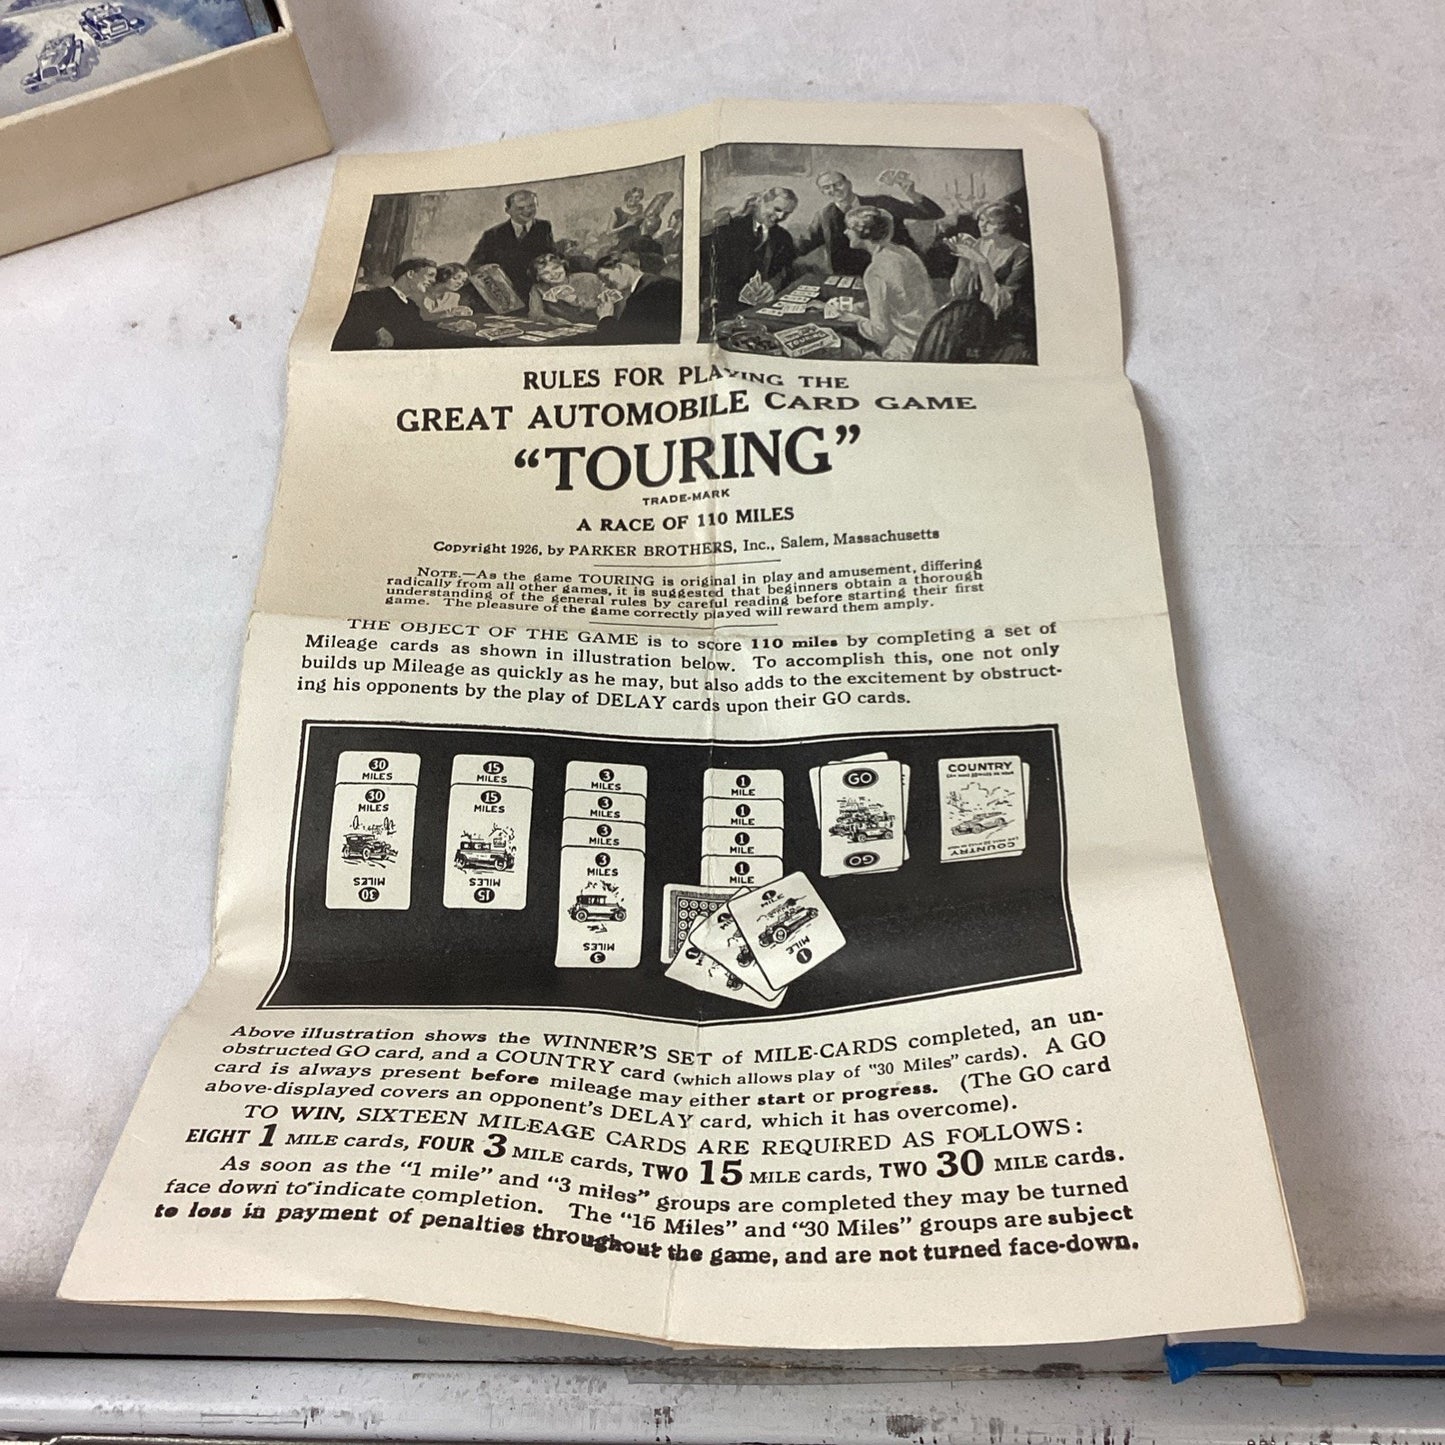 RULES FOR PLAYING THE
GREAT AUTOMOBILE CARD GAME
“TOURING”
TRADE-MARK
A RACE OF 110 MILES
Copyright 1926, by PARKER BROTHERS, Inc., Salem, Massachusetts
NOTE.—As the game TOURING is original in play and amusement, differing
radically from all other games, it is suggested that beginners obtain a thorough
understanding of the general rules by careful reading before starting their first
game. The pleasure of the game correctly played will reward them amply.
THE OBJECT OF THE GAME is to score 110 miles by completing a set of
Mileage cards as shown in illustration below. To accomplish this, one not only
builds up Mileage as quickly as he may, but also adds to the excitement by obstruct-
ing his opponents by the play of DELAY cards upon their GO cards.
30
MILES
30
MILES
MILES
30
15
MILES
15
MILES
MILES
15
3
MILES
3
MILES
3
MILES
3
MILES
MILES
3
1
MILE
1
MILE
1
MILE
1
MILE
1
MILE
MILE
1
GO
GO
COUNTRY
COUNTRY
Above illustration shows the WINNER'S SET of MILE-CARDS completed, an un-
obstructed GO card, and a COUNTRY card (which allows play of "30 Miles" cards). A GO
card is always present before mileage may either start or progress. (The GO card
above-displayed covers an opponent's DELAY card, which it has overcome).
TO WIN, SIXTEEN MILEAGE CARDS ARE REQUIRED AS FOLLOWS:
EIGHT 1 MILE cards, FOUR 3 MILE cards, TWO 15 MILE cards, TWO 30 MILE cards.
As soon as the “1 mile” and “3 miles” groups are completed they may be turned
face down to indicate completion. The “15 Miles” and “30 Miles” groups are subject
to loss in payment of penalties throughout the game, and are not turned face-down.